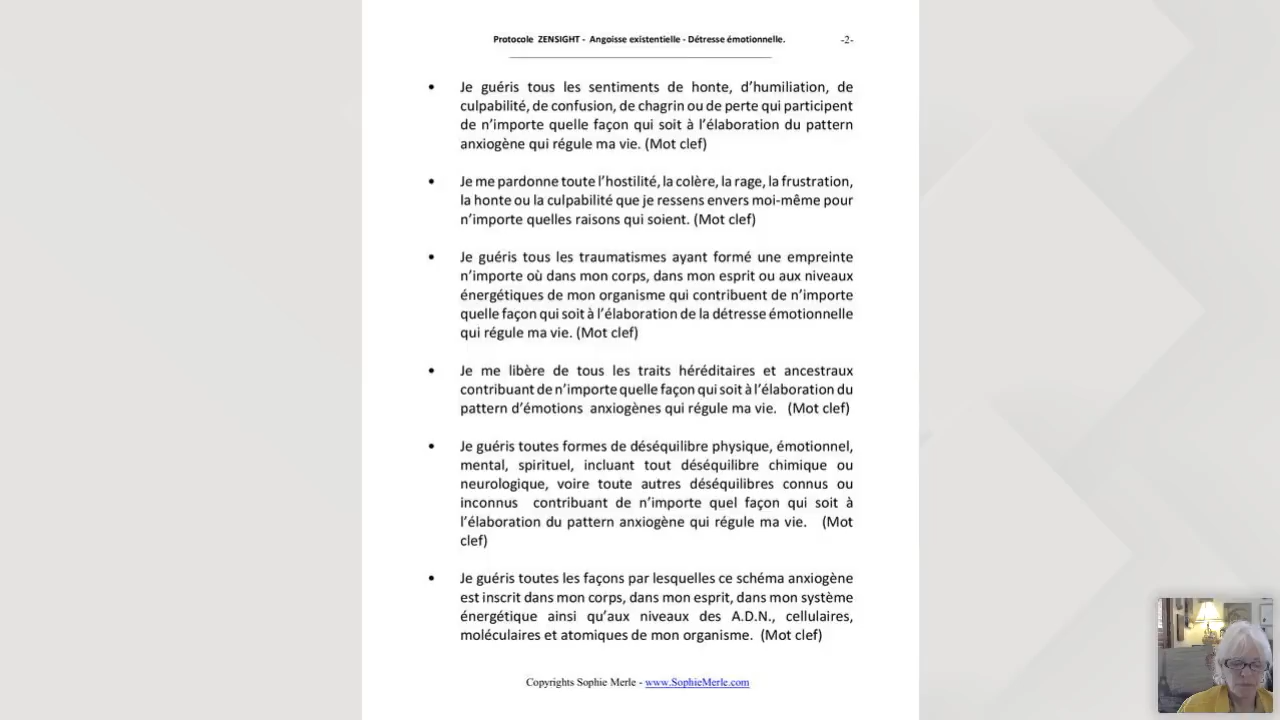 Protocole ZENSIGHT - Angoisse existentielle - Détresse émotionnelle. -2-
• Je guéris tous les sentiments de honte, d’humiliation, de
culpabilité, de confusion, de chagrin ou de perte qui participent
de n’importe quelle façon qui soit à l’élaboration du pattern
anxiogène qui régule ma vie. (Mot clef)
• Je me pardonne toute l’hostilité, la colère, la rage, la frustration,
la honte ou la culpabilité que je ressens envers moi-même pour
n’importe quelles raisons qui soient. (Mot clef)
• Je guéris tous les traumatismes ayant formé une empreinte
n’importe où dans mon corps, dans mon esprit ou aux niveaux
énergétiques de mon organisme qui contribuent de n’importe
quelle façon qui soit à l’élaboration de la détresse émotionnelle
qui régule ma vie. (Mot clef)
• Je me libère de tous les traits héréditaires et ancestraux
contribuant de n’importe quelle façon qui soit à l’élaboration du
pattern d’émotions anxiogènes qui régule ma vie. (Mot clef)
• Je guéris toutes formes de déséquilibre physique, émotionnel,
mental, spirituel, incluant tout déséquilibre chimique ou
neurologique, voire toute autres déséquilibres connus ou
inconnus contribuant de n’importe quel façon qui soit à
l’élaboration du pattern anxiogène qui régule ma vie. (Mot
clef)
• Je guéris toutes les façons par lesquelles ce schéma anxiogène
est inscrit dans mon corps, dans mon esprit, dans mon système
énergétique ainsi qu’aux niveaux des A.D.N., cellulaires,
moléculaires et atomiques de mon organisme. (Mot clef)
Copyrights Sophie Merle - www.SophieMerle.com